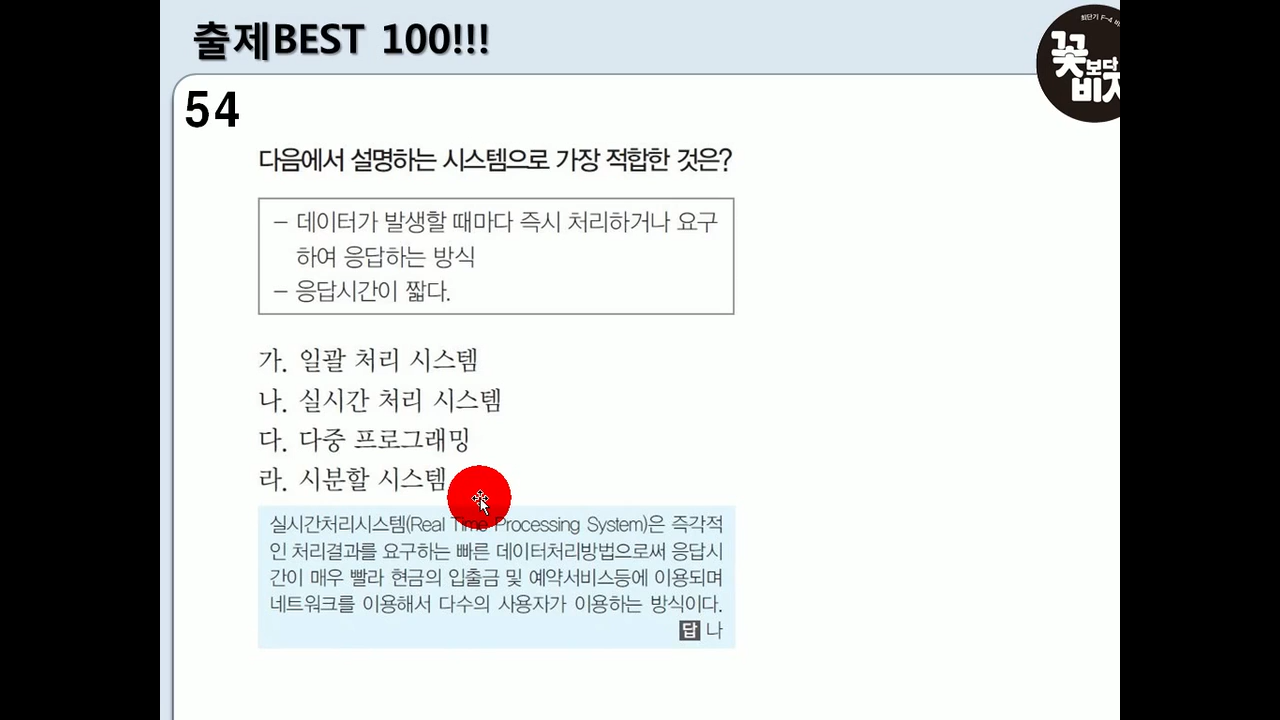 출제BEST 100!!!
최단기 F-4
꽃
보다
비자
54
다음에서 설명하는 시스템으로 가장 적합한 것은?
– 데이터가 발생할 때마다 즉시 처리하거나 요구
하여 응답하는 방식
– 응답시간이 짧다.
가. 일괄 처리 시스템
나. 실시간 처리 시스템
다. 다중 프로그래밍
라. 시분할 시스템
실시간처리시스템(Real Time Processing System)은 즉각적
인 처리결과를 요구하는 빠른 데이터처리방법으로써 응답시
간이 매우 빨라 현금의 입출금 및 예약서비스등에 이용되며
네트워크를 이용해서 다수의 사용자가 이용하는 방식이다.
답 나